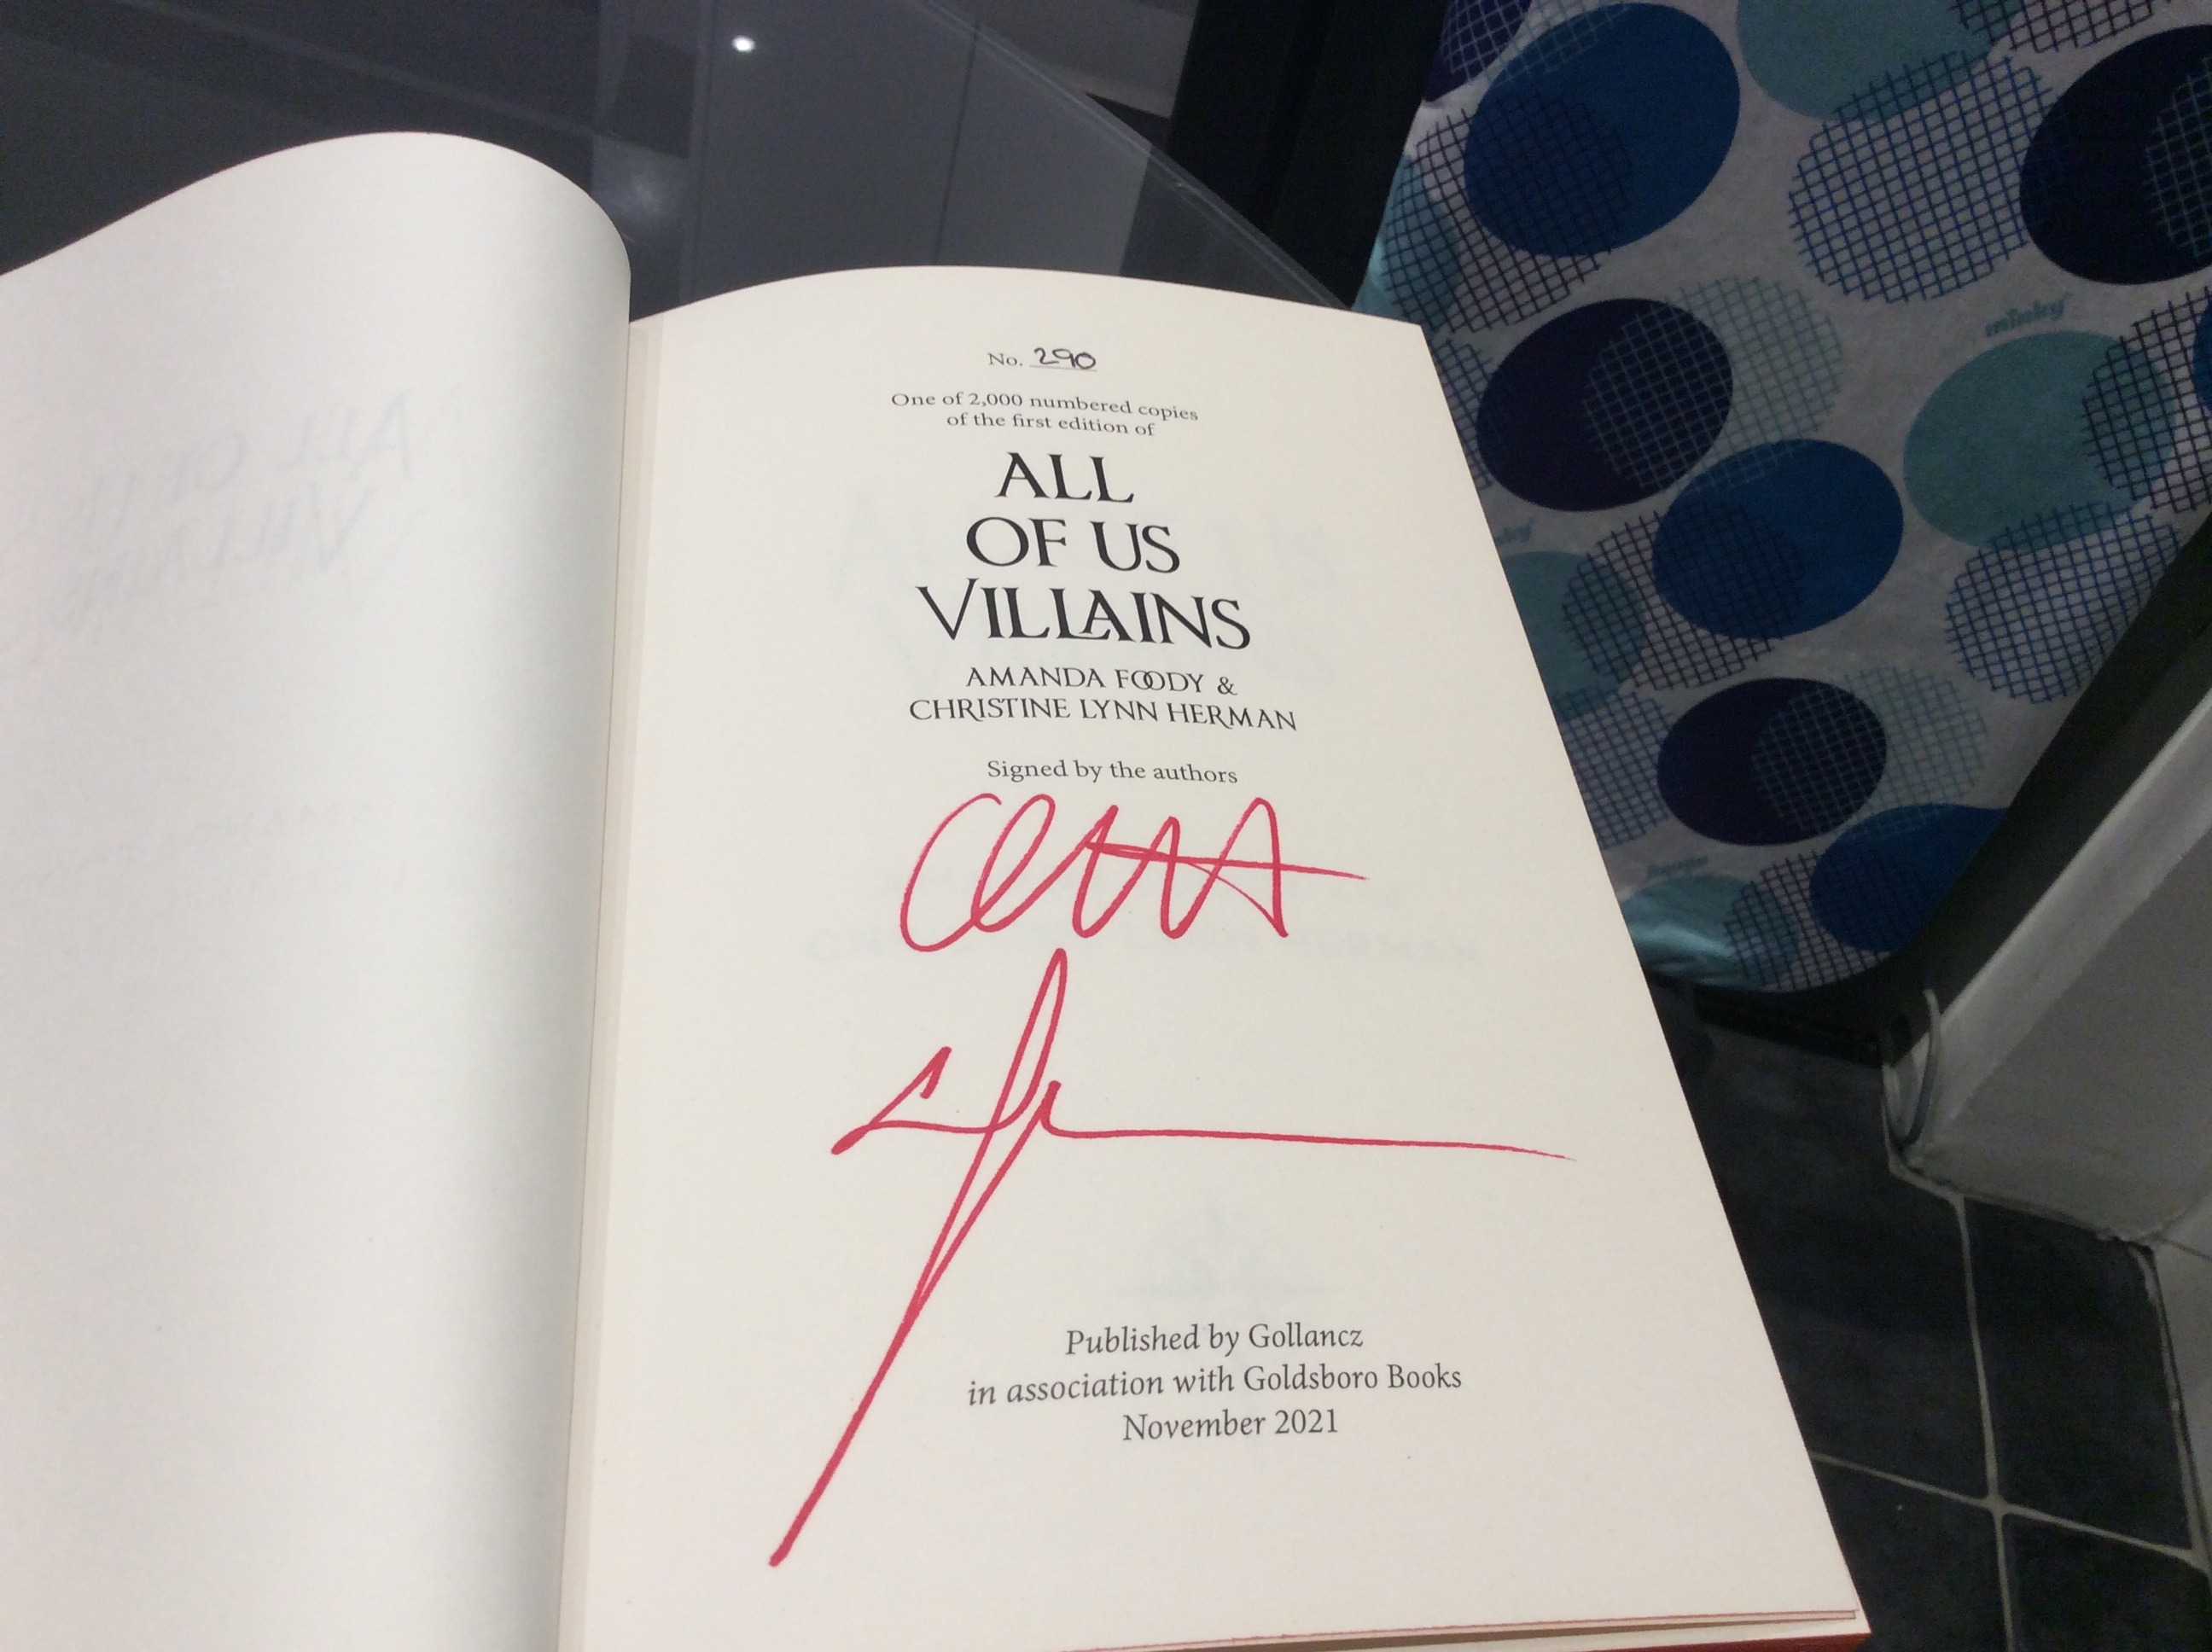 No. 290
One of 2,000 numbered copies
of the first edition of
ALL
OF US
VILLAINS
AMANDA FOODY &
CHRISTINE LYNN HERMAN
Signed by the authors
Published by Gollancz
in association with Goldsboro Books
November 2021
minky